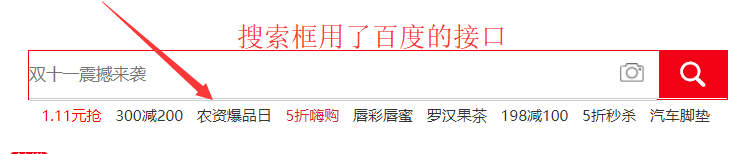 搜索框用了百度的接口
双十一震撼来袭
1.11元抢 300减200 农资爆品日 5折嗨购 唇彩唇蜜 罗汉果茶 198减100 5折秒杀 汽车脚垫